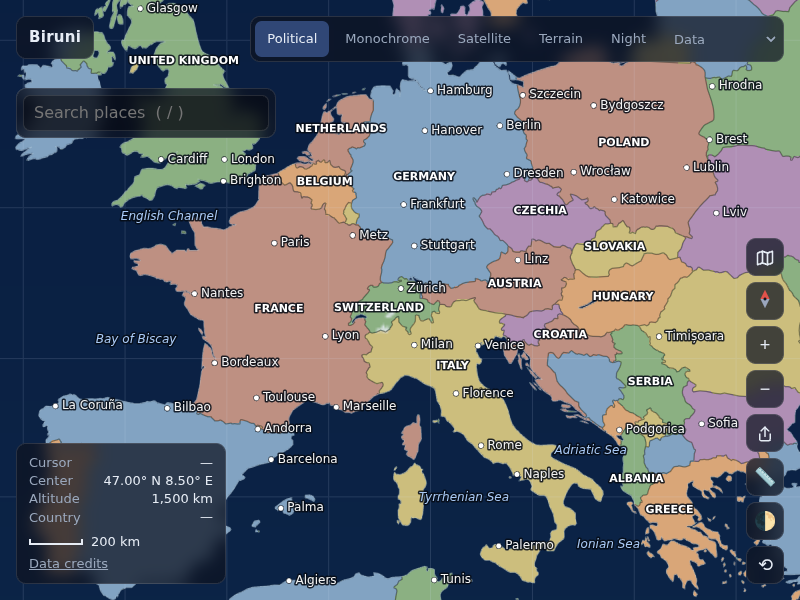 Glasgow
Biruni
Political Monochrome Satellite Terrain Night Data
UNITED KINGDOM
Search places ( / )
Hamburg
Szczecin
Hrodna
Bydgoszcz
NETHERLANDS
Hanover
Berlin
POLAND
Brest
Cardiff
London
Lublin
Brighton
BELGIUM
GERMANY
Dresden
Wrocław
Katowice
English Channel
Frankfurt
CZECHIA
Lviv
Paris
Metz
Stuttgart
SLOVAKIA
Linz
Nantes
FRANCE
Zürich
AUSTRIA
HUNGARY
SWITZERLAND
Bay of Biscay
Lyon
Milan
Venice
CROATIA
Timișoara
Bordeaux
ITALY
SERBIA
La Coruña
Bilbao
Toulouse
Marseille
Florence
Andorra
Podgorica
Sofia
Rome
Adriatic Sea
Barcelona
Naples
ALBANIA
Cursor —
Center 47.00° N 8.50° E
Altitude 1,500 km
Country —
200 km
Data credits
Palma
Tyrrhenian Sea
GREECE
Palermo
Ionian Sea
Algiers
Tunis
+
−